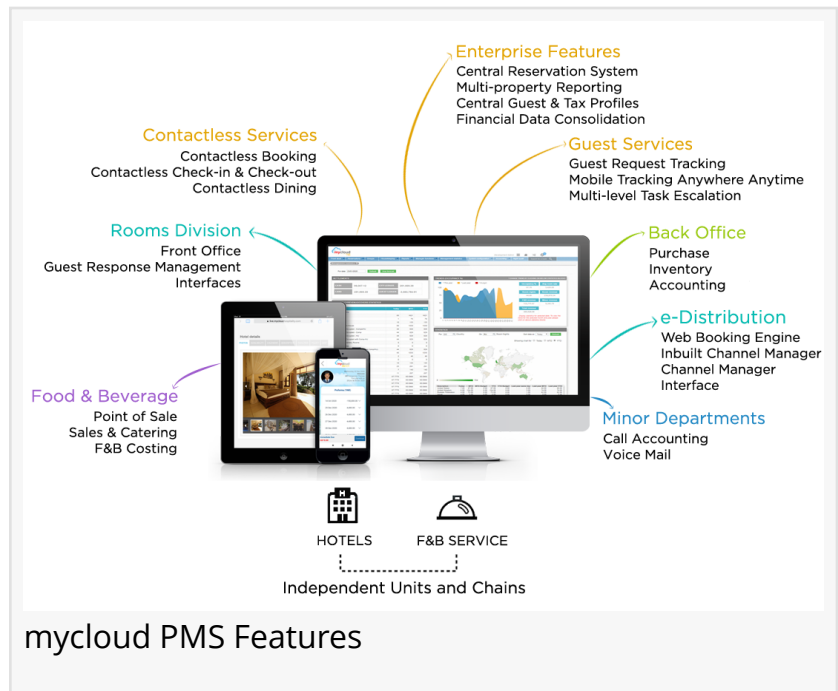 Enterprise Features
Central Reservation System
Multi-property Reporting
Central Guest & Tax Profiles
Financial Data Consolidation
Contactless Services
Contactless Booking
Contactless Check-in & Check-out
Contactless Dining
Guest Services
Guest Request Tracking
Mobile Tracking Anywhere Anytime
Multi-level Task Escalation
Rooms Division
Front Office
Guest Response Management
Interfaces
Back Office
Purchase
Inventory
Accounting
e-Distribution
Web Booking Engine
Inbuilt Channel Manager
Channel Manager
Interface
Food & Beverage
Point of Sale
Sales & Catering
F&B Costing
Minor Departments
Call Accounting
Voice Mail
HOTELS
F&B SERVICE
Independent Units and Chains
mycloud PMS Features